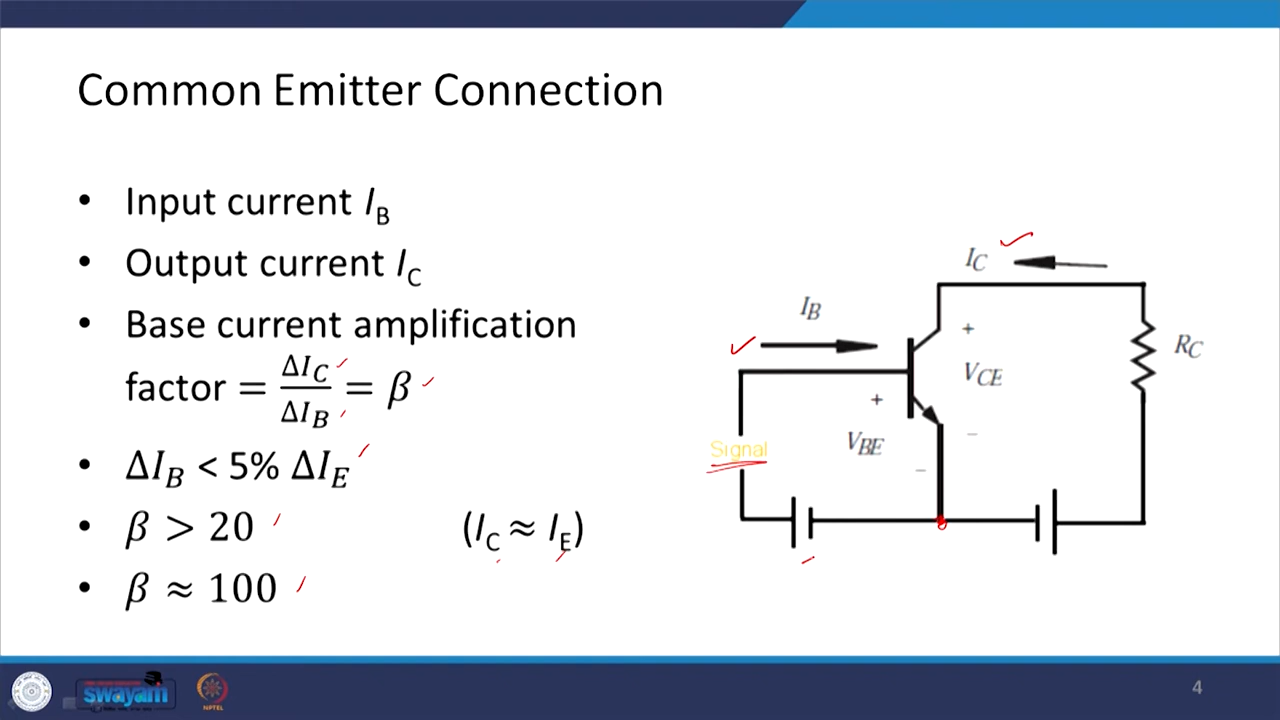 Common Emitter Connection
• Input current I_B
• Output current I_C
• Base current amplification
factor = ΔI_C / ΔI_B = β
• ΔI_B < 5% ΔI_E
• β > 20 (I_C ≈ I_E)
• β ≈ 100
I_C
I_B
+
R_C
V_CE
+
Signal
V_BE
−
−
swayam
NPTEL
4